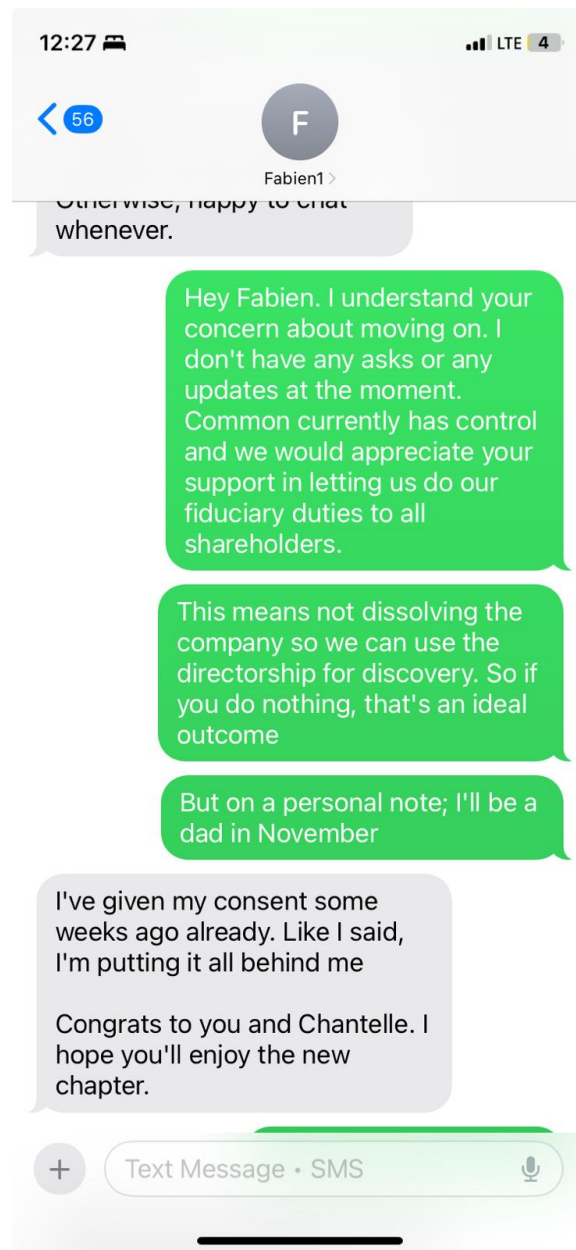 12:27
LTE 4
56
F
Fabien1
Otherwise, happy to chat
whenever.
Hey Fabien. I understand your
concern about moving on. I
don't have any asks or any
updates at the moment.
Common currently has control
and we would appreciate your
support in letting us do our
fiduciary duties to all
shareholders.
This means not dissolving the
company so we can use the
directorship for discovery. So if
you do nothing, that's an ideal
outcome
But on a personal note; I'll be a
dad in November
I've given my consent some
weeks ago already. Like I said,
I'm putting it all behind me
Congrats to you and Chantelle. I
hope you'll enjoy the new
chapter.
Text Message • SMS